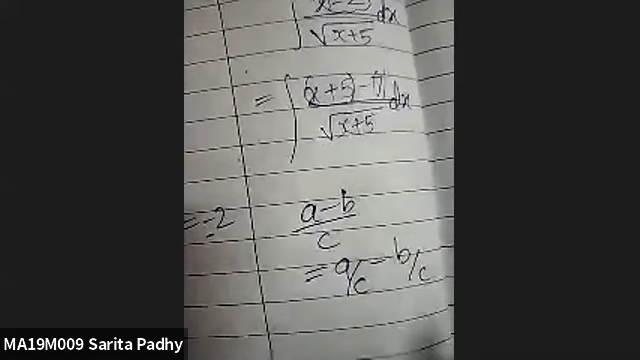 ∫ x-2 / √x+5 dx
= ∫ (x+5)-7 / √x+5 dx
=-2
a-b / c
= a/c - b/c
MA19M009 Sarita Padhy